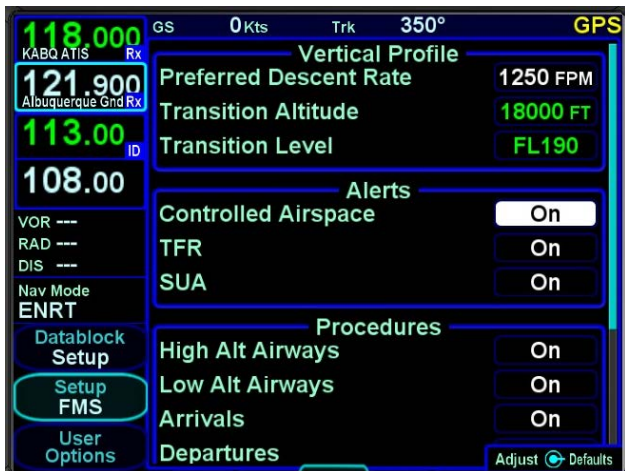 118.000
KABQ ATIS Rx
121.900
Albuquerque Gnd Rx
113.00
ID
108.00
VOR ---
RAD ---
DIS ---
Nav Mode
ENRT
Datablock
Setup
Setup
FMS
User
Options
GS 0Kts Trk 350° GPS
Vertical Profile
Preferred Descent Rate 1250 FPM
Transition Altitude 18000 FT
Transition Level FL190
Alerts
Controlled Airspace On
TFR On
SUA On
Procedures
High Alt Airways On
Low Alt Airways On
Arrivals On
Departures
Adjust Defaults